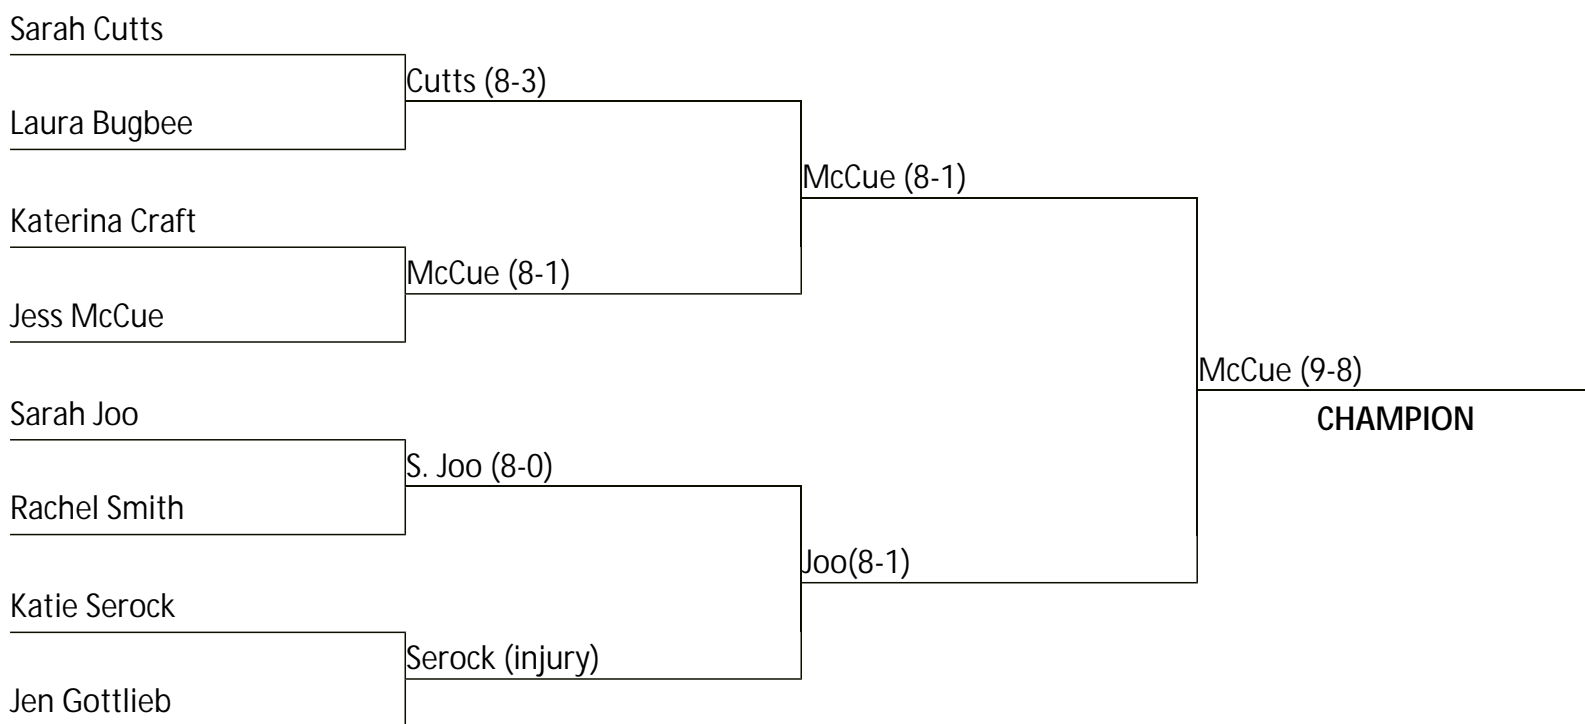 Sarah Cutts
Cutts (8-3)
Laura Bugbee
McCue (8-1)
Katerina Craft
McCue (8-1)
Jess McCue
McCue (9-8)
Sarah Joo
CHAMPION
S. Joo (8-0)
Rachel Smith
Joo(8-1)
Katie Serock
Serock (injury)
Jen Gottlieb